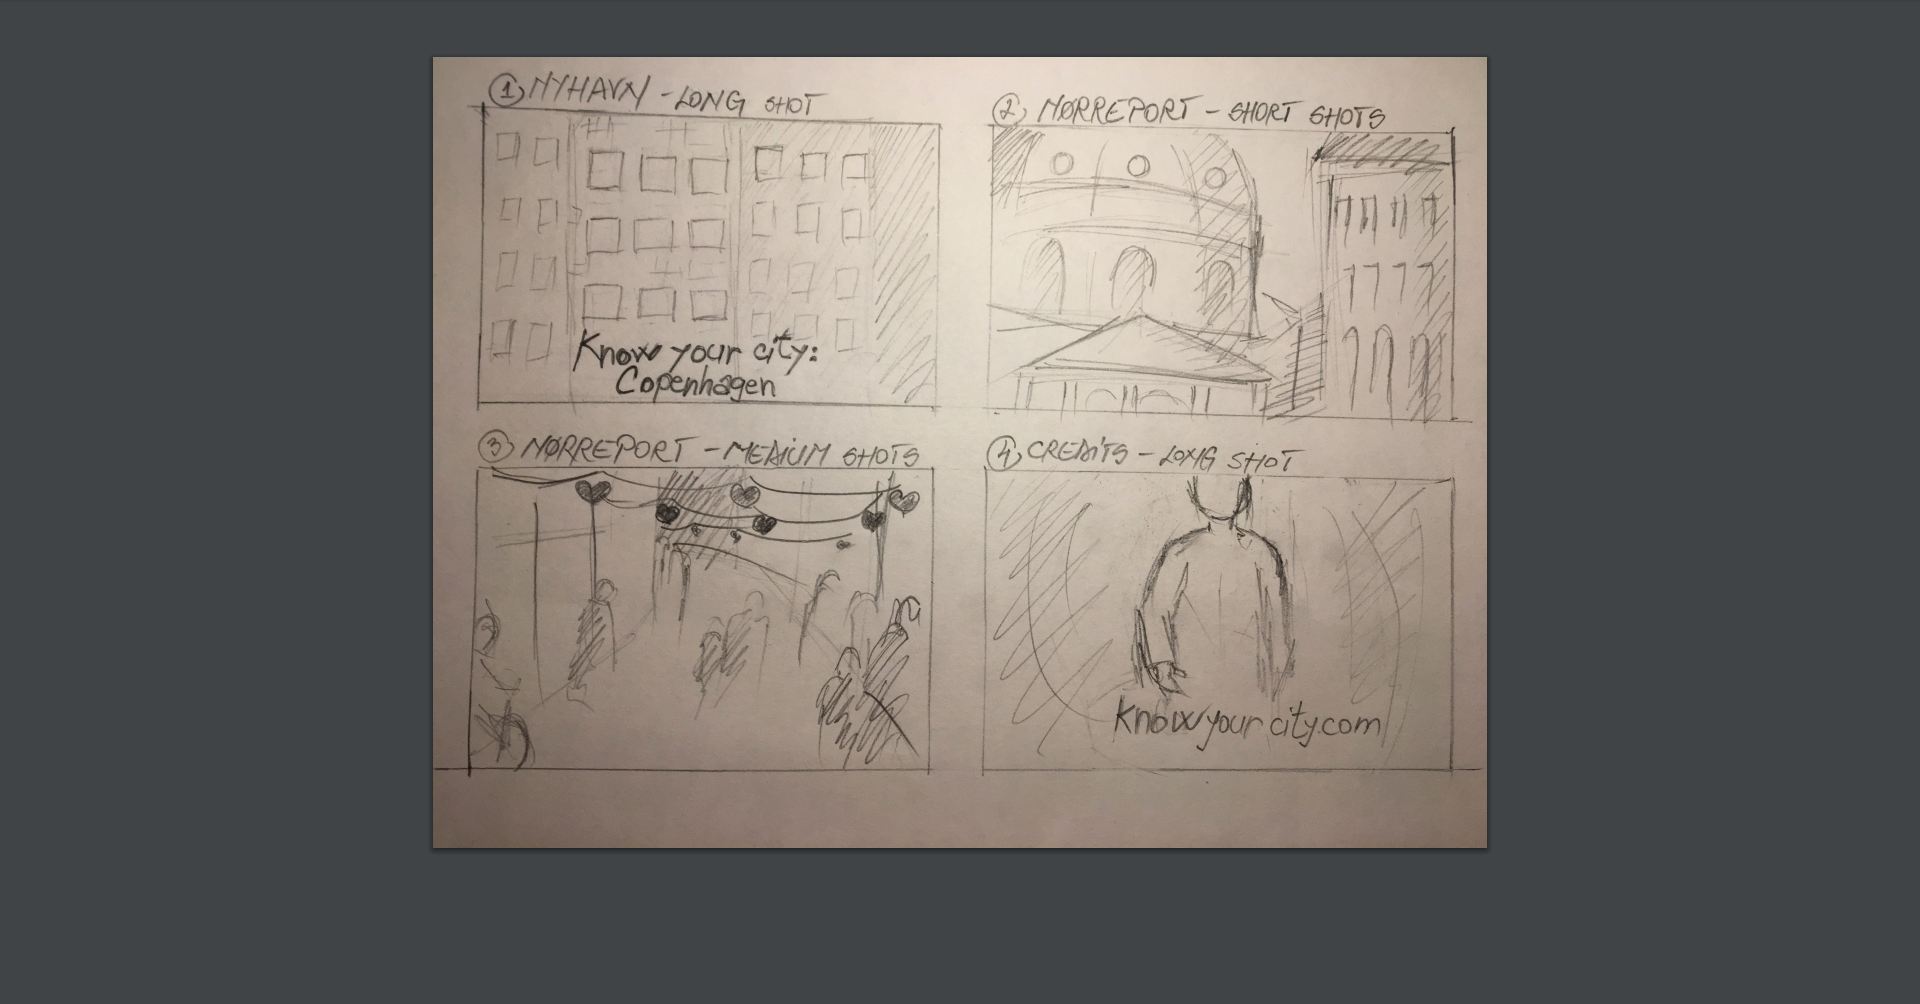 1 NYHAVN - LONG SHOT
Know your city:
Copenhagen
2 NØRREPORT - SHORT SHOTS
3 NØRREPORT - MEDIUM SHOTS
4 CREDITS - LONG SHOT
knowyourcity.com